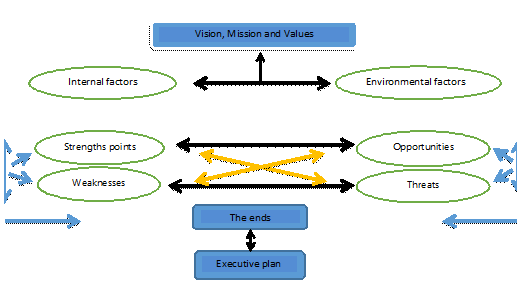 Vision, Mission and Values
Internal factors
Environmental factors
Strengths points
Opportunities
Weaknesses
Threats
The ends
Executive plan